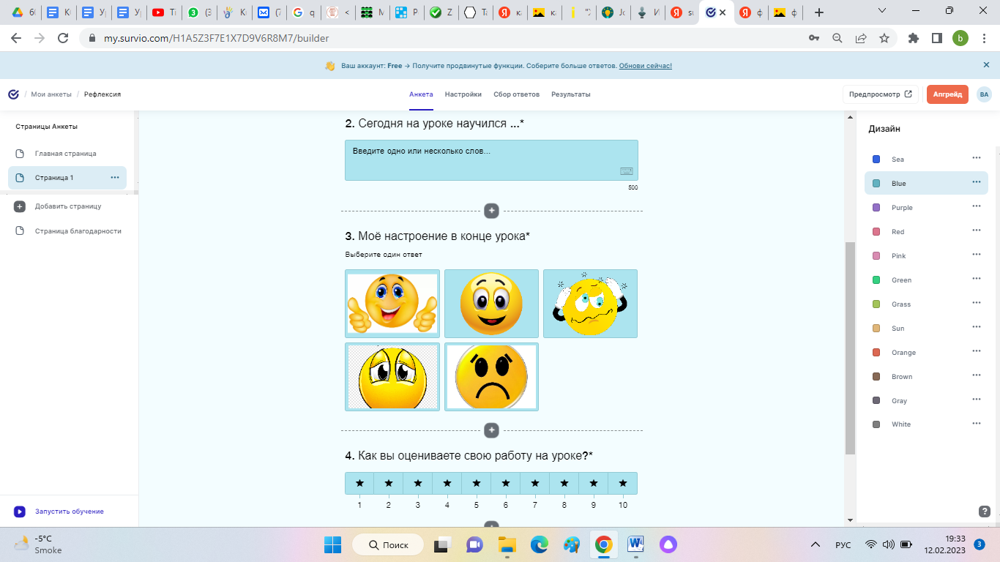 my.survio.com/H1A5Z3F7E1X7D9V6R8M7/builder
b
Ваш аккаунт: Free → Получите продвинутые функции. Соберите больше ответов. Обнови сейчас!
/ Мои анкеты / Рефлексия
Анкета Настройки Сбор ответов Результаты
Предпросмотр Апгрейд BA
Страницы Анкеты
Главная страница
Страница 1
Добавить страницу
Страница благодарности
Запустить обучение
2. Сегодня на уроке научился ...*
Введите одно или несколько слов...
500
3. Моё настроение в конце урока*
Выберите один ответ
4. Как вы оцениваете свою работу на уроке?*
1 2 3 4 5 6 7 8 9 10
Дизайн
Sea
Blue
Purple
Red
Pink
Green
Grass
Sun
Orange
Brown
Gray
White
?
-5°C
Smoke
Поиск
РУС
19:33
12.02.2023
3